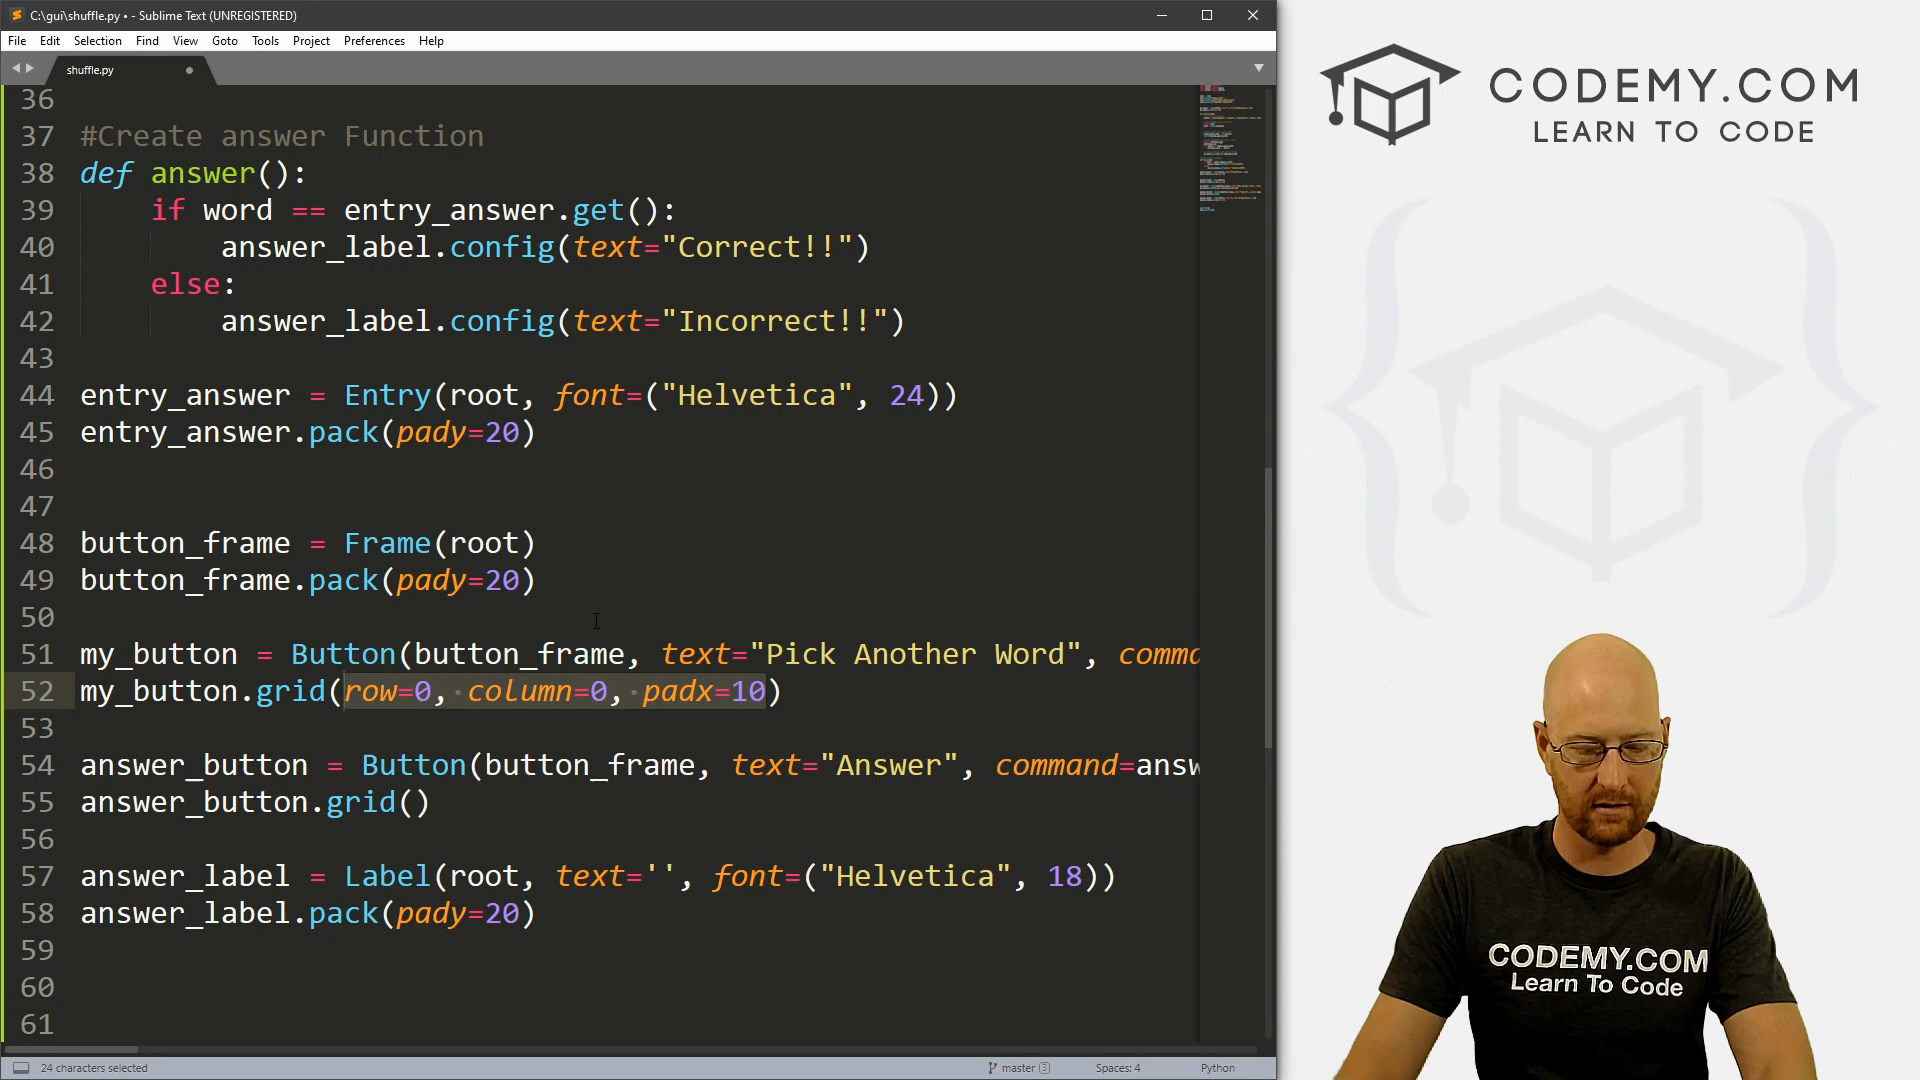 C:\gui\shuffle.py • - Sublime Text (UNREGISTERED)
File Edit Selection Find View Goto Tools Project Preferences Help
shuffle.py
36
37 #Create answer Function
38 def answer():
39 if word == entry_answer.get():
40 answer_label.config(text="Correct!!")
41 else:
42 answer_label.config(text="Incorrect!!")
43
44 entry_answer = Entry(root, font=("Helvetica", 24))
45 entry_answer.pack(pady=20)
46
47
48 button_frame = Frame(root)
49 button_frame.pack(pady=20)
50
51 my_button = Button(button_frame, text="Pick Another Word", comma
52 my_button.grid(row=0, column=0, padx=10)
53
54 answer_button = Button(button_frame, text="Answer", command=answ
55 answer_button.grid()
56
57 answer_label = Label(root, text='', font=("Helvetica", 18))
58 answer_label.pack(pady=20)
59
60
61
24 characters selected
master 3
Spaces: 4
Python
CODEMY.COM
LEARN TO CODE
CODEMY.COM
Learn To Code